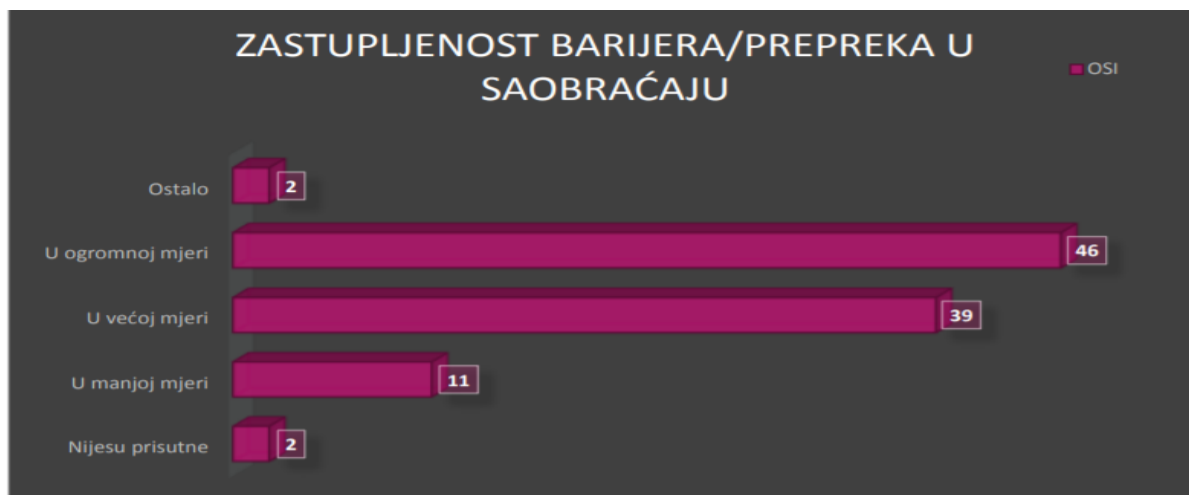 ZASTUPLJENOST BARIJERA/PREPREKA U
SAOBRAĆAJU
OSI
Ostalo
2
U ogromnoj mjeri
46
U većoj mjeri
39
U manjoj mjeri
11
Nijesu prisutne
2